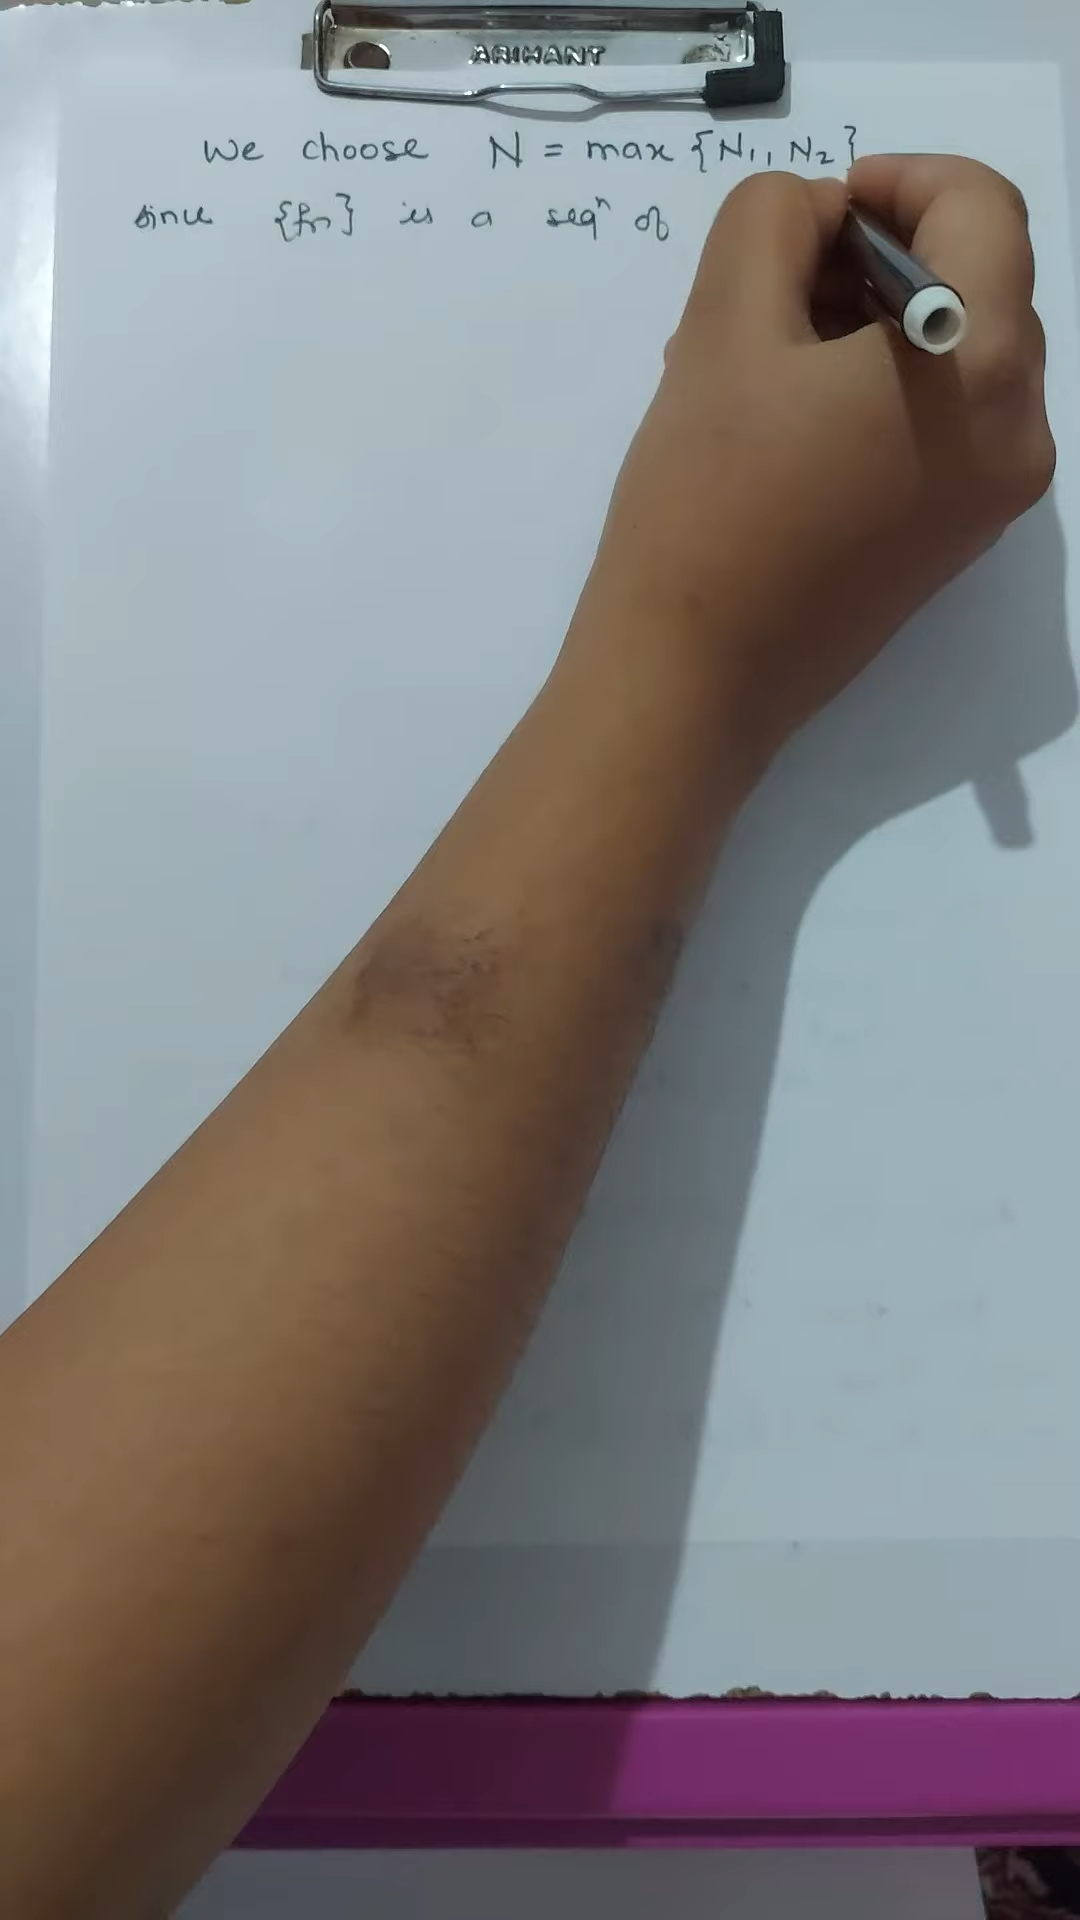 ARIHANT
We choose N = max {N₁, N₂}
since {fn} is a seqⁿ of